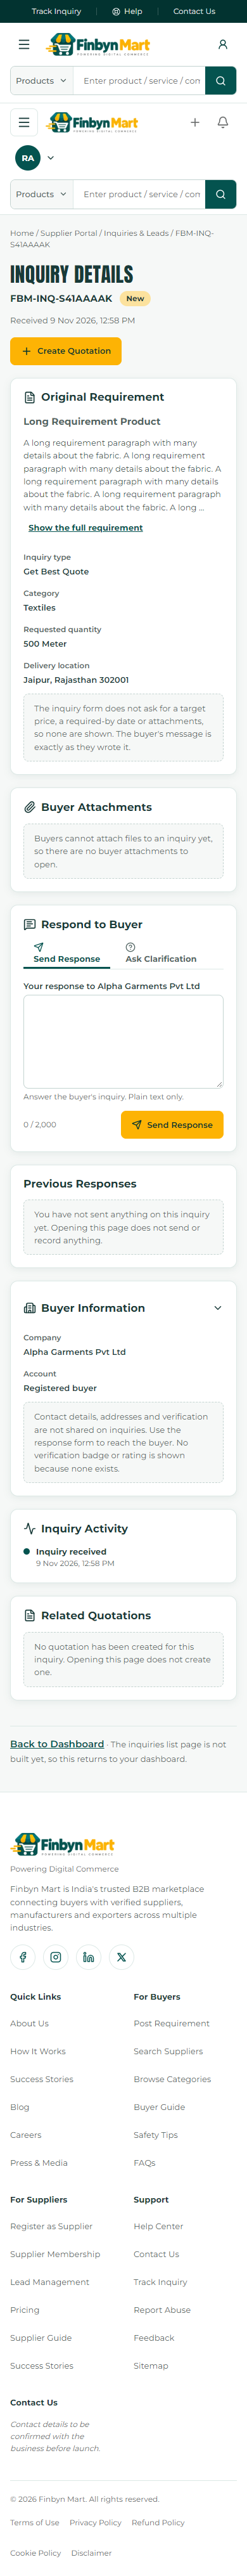 Track Inquiry | Help | Contact Us
Finbyn Mart
POWERING DIGITAL COMMERCE
Products Enter product / service / com
Finbyn Mart
POWERING DIGITAL COMMERCE
RA
Products Enter product / service / com
Home / Supplier Portal / Inquiries & Leads / FBM-INQ-
S41AAAAK
INQUIRY DETAILS
FBM-INQ-S41AAAAK New
Received 9 Nov 2026, 12:58 PM
Create Quotation
Original Requirement
Long Requirement Product
A long requirement paragraph with many
details about the fabric. A long requirement
paragraph with many details about the fabric. A
long requirement paragraph with many details
about the fabric. A long requirement paragraph
with many details about the fabric. A long ...
Show the full requirement
Inquiry type
Get Best Quote
Category
Textiles
Requested quantity
500 Meter
Delivery location
Jaipur, Rajasthan 302001
The inquiry form does not ask for a target
price, a required-by date or attachments,
so none are shown. The buyer's message is
exactly as they wrote it.
Buyer Attachments
Buyers cannot attach files to an inquiry yet,
so there are no buyer attachments to
open.
Respond to Buyer
Send Response
Ask Clarification
Your response to Alpha Garments Pvt Ltd
Answer the buyer's inquiry. Plain text only.
0 / 2,000
Send Response
Previous Responses
You have not sent anything on this inquiry
yet. Opening this page does not send or
record anything.
Buyer Information
Company
Alpha Garments Pvt Ltd
Account
Registered buyer
Contact details, addresses and verification
are not shared on inquiries. Use the
response form to reach the buyer. No
verification badge or rating is shown
because none exists.
Inquiry Activity
Inquiry received
9 Nov 2026, 12:58 PM
Related Quotations
No quotation has been created for this
inquiry. Opening this page does not create
one.
Back to Dashboard · The inquiries list page is not
built yet, so this returns to your dashboard.
Finbyn Mart
POWERING DIGITAL COMMERCE
Powering Digital Commerce
Finbyn Mart is India's trusted B2B marketplace
connecting buyers with verified suppliers,
manufacturers and exporters across multiple
industries.
Quick Links
For Buyers
About Us
Post Requirement
How It Works
Search Suppliers
Success Stories
Browse Categories
Blog
Buyer Guide
Careers
Safety Tips
Press & Media
FAQs
For Suppliers
Support
Register as Supplier
Help Center
Supplier Membership
Contact Us
Lead Management
Track Inquiry
Pricing
Report Abuse
Supplier Guide
Feedback
Success Stories
Sitemap
Contact Us
Contact details to be
confirmed with the
business before launch.
© 2026 Finbyn Mart. All rights reserved.
Terms of Use Privacy Policy Refund Policy
Cookie Policy Disclaimer